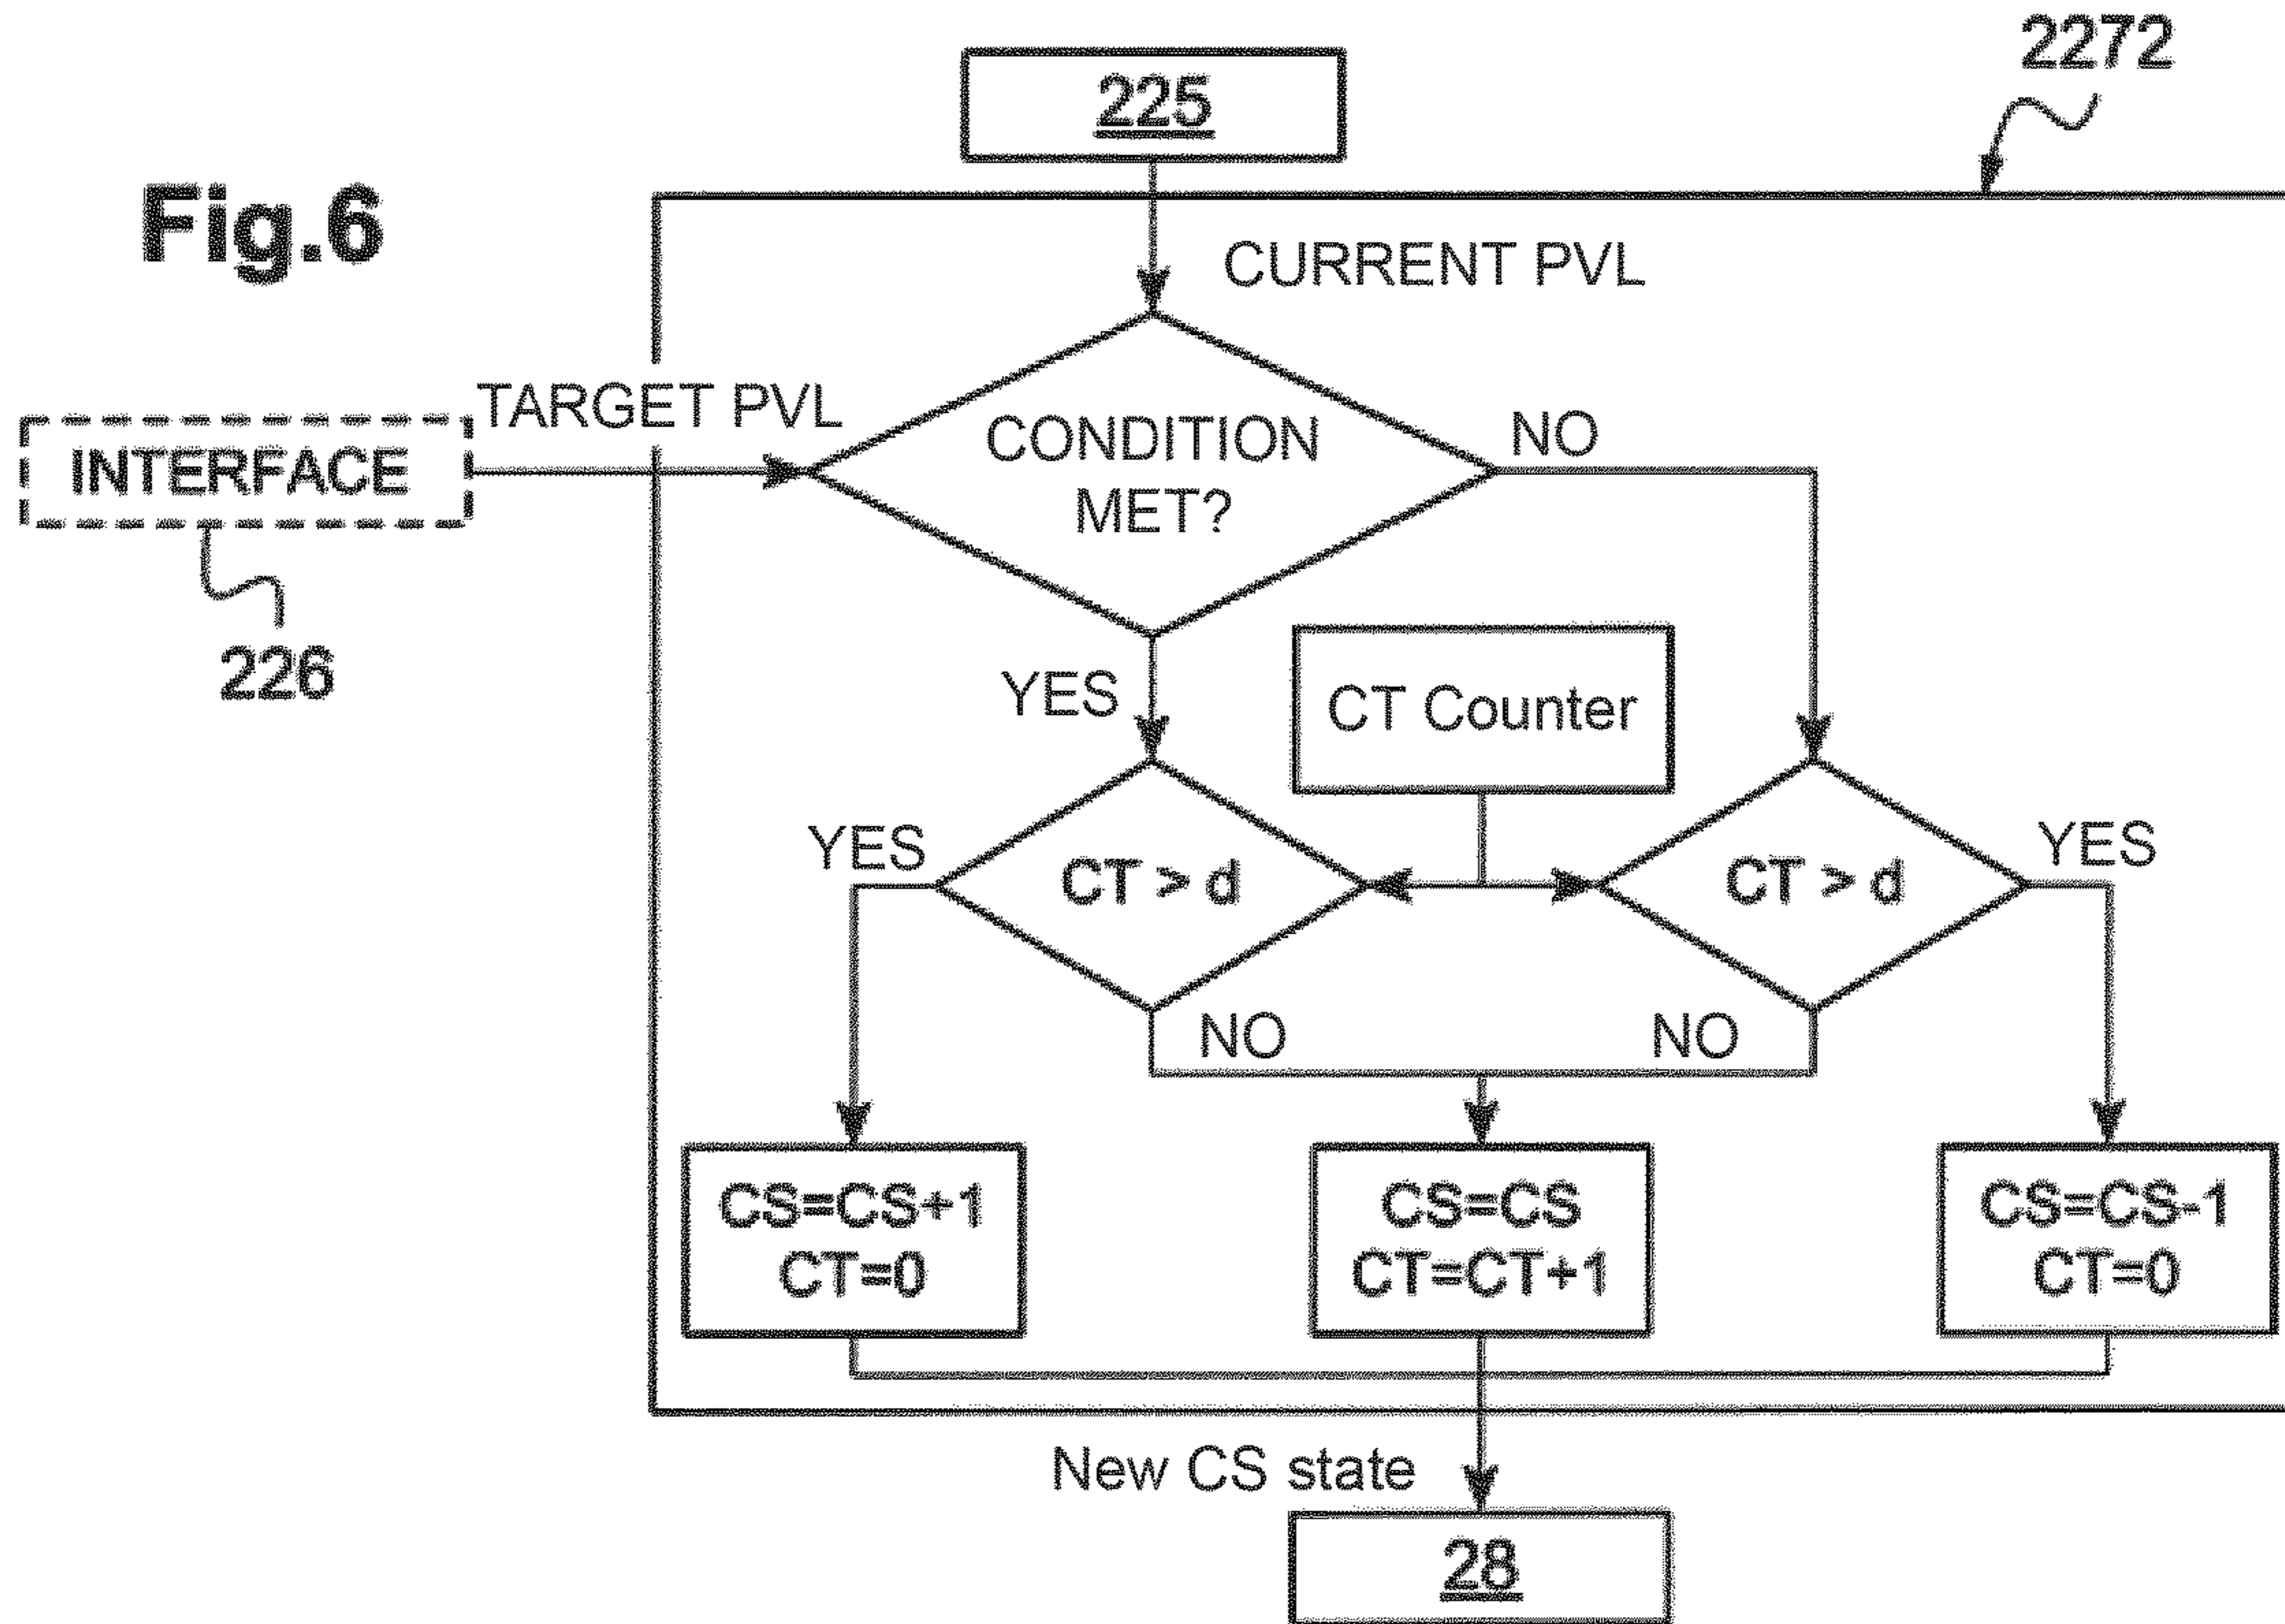 2272
225
Fig.6
CURRENT PVL
TARGET PVL
INTERFACE
CONDITION
MET?
NO
226
YES
CT Counter
YES
CT > d
CT > d
YES
NO
NO
CS=CS+1
CT=0
CS=CS
CT=CT+1
CS=CS-1
CT=0
New CS state
28